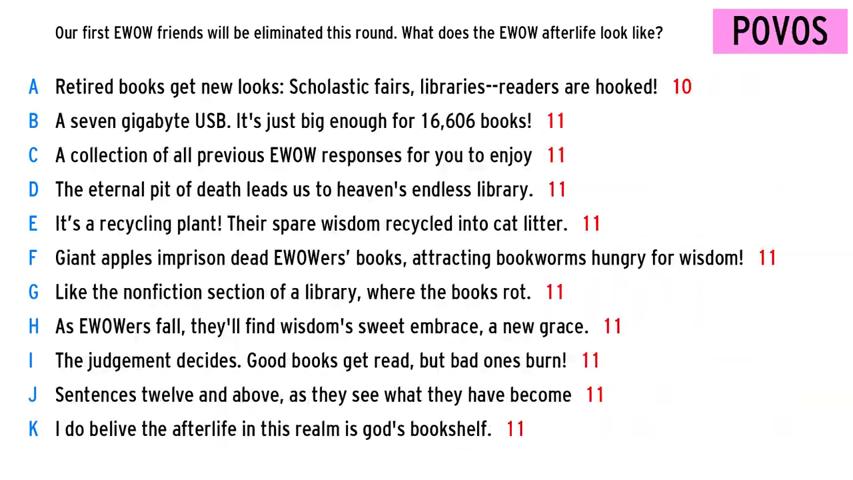 Our first EWOW friends will be eliminated this round. What does the EWOW afterlife look like?
POVOS
A Retired books get new looks: Scholastic fairs, libraries--readers are hooked! 10
B A seven gigabyte USB. It's just big enough for 16,606 books! 11
C A collection of all previous EWOW responses for you to enjoy 11
D The eternal pit of death leads us to heaven's endless library. 11
E It’s a recycling plant! Their spare wisdom recycled into cat litter. 11
F Giant apples imprison dead EWOWers’ books, attracting bookworms hungry for wisdom! 11
G Like the nonfiction section of a library, where the books rot. 11
H As EWOWers fall, they'll find wisdom's sweet embrace, a new grace. 11
I The judgement decides. Good books get read, but bad ones burn! 11
J Sentences twelve and above, as they see what they have become 11
K I do belive the afterlife in this realm is god's bookshelf. 11